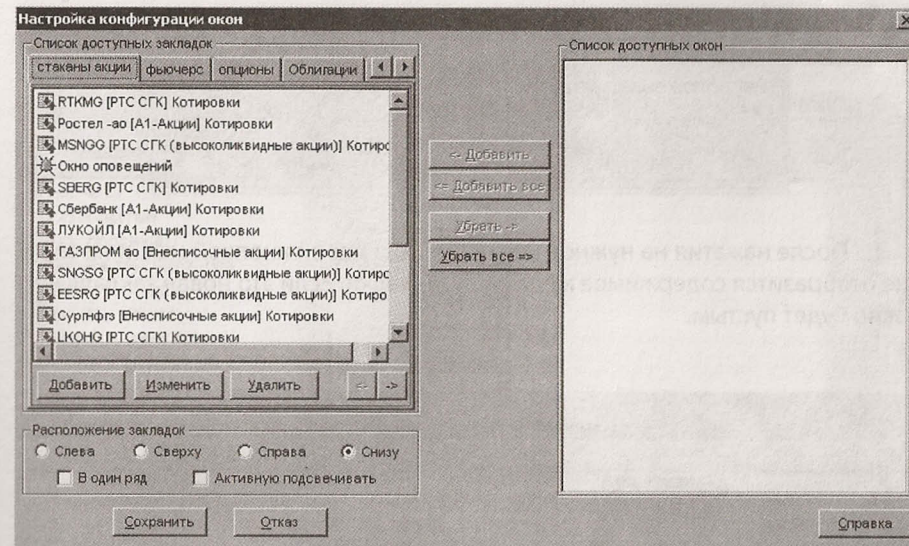 Настройка конфигурации окон
Список доступных закладок
стаканы акции фьючерс опционы Облигации
RTKMG [РТС СГК] Котировки
Ростел -ао [А1-Акции] Котировки
MSNGG [РТС СГК (высоколиквидные акции)] Котирс
Окно оповещений
SBERG [РТС СГК] Котировки
Сбербанк [А1-Акции] Котировки
ЛУКОЙЛ [А1-Акции] Котировки
ГАЗПРОМ ао [Внесписочные акции] Котировки
SNGSG [РТС СГК (высоколиквидные акции)] Котирс
EESRG [РТС СГК (высоколиквидные акции)] Котиро
Сургнфгз [Внесписочные акции] Котировки
LKOHG [РТС СГК] Котировки
Добавить Изменить Удалить <- ->
Расположение закладок
Слева Сверху Справа Снизу
В один ряд Активную подсвечивать
Сохранить Отказ
<- Добавить
<= Добавить все
Убрать ->
Убрать все =>
Список доступных окон
Справка